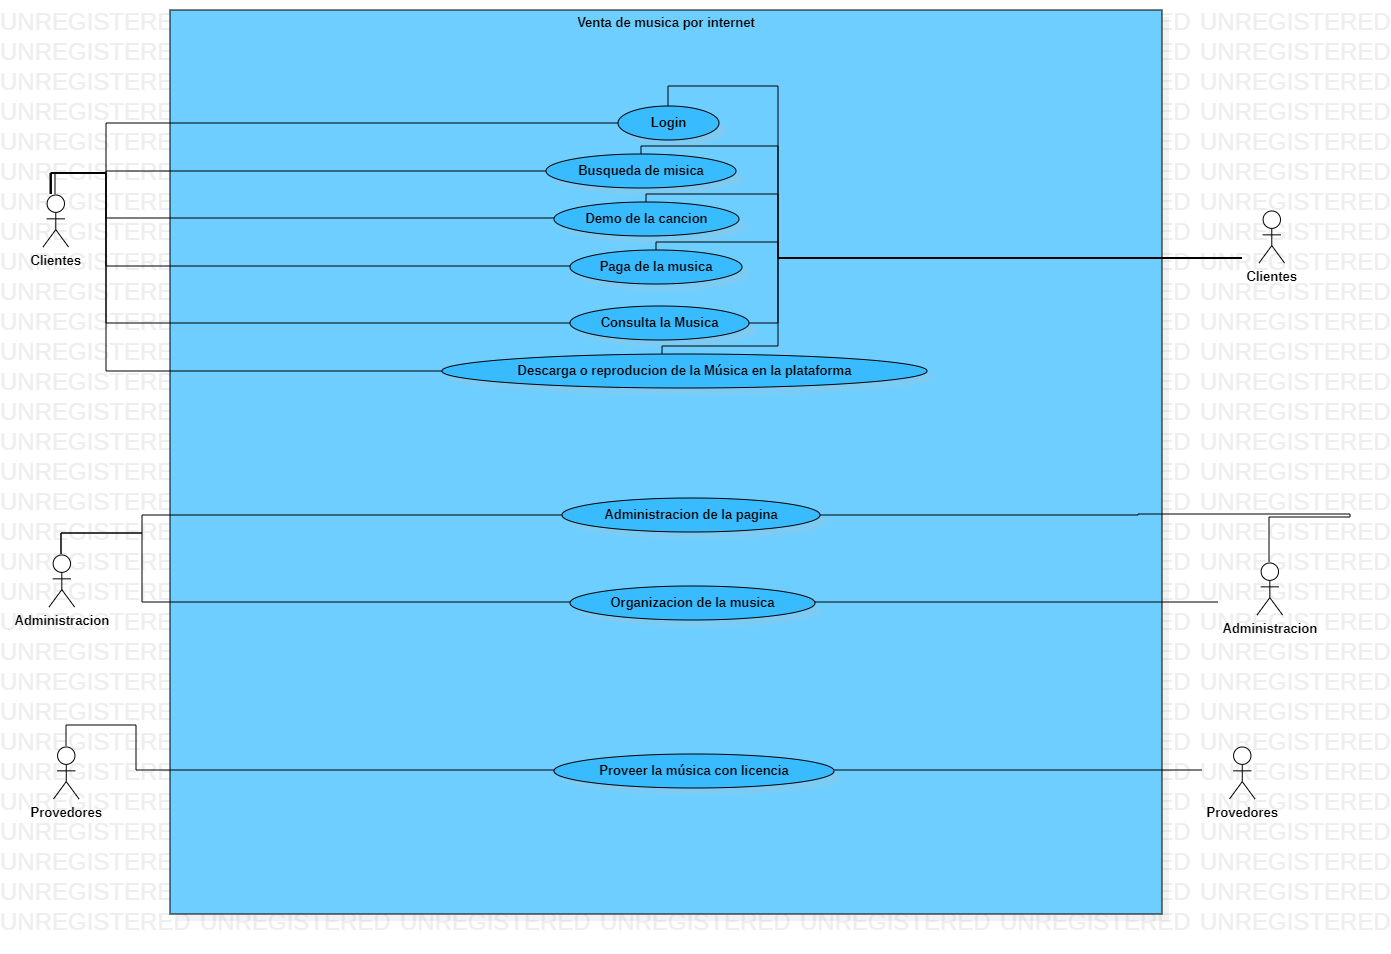 Venta de musica por internet
Login
Busqueda de misica
Demo de la cancion
Clientes
Paga de la musica
Clientes
Consulta la Musica
Descarga o reproducion de la Música en la plataforma
Administracion de la pagina
Administracion
Organizacion de la musica
Administracion
Proveer la música con licencia
Provedores
Provedores
UNREGISTERED UNREGISTERED UNREGISTERED UNREGISTERED UNREGISTERED UNREGISTERED UNREGISTERED